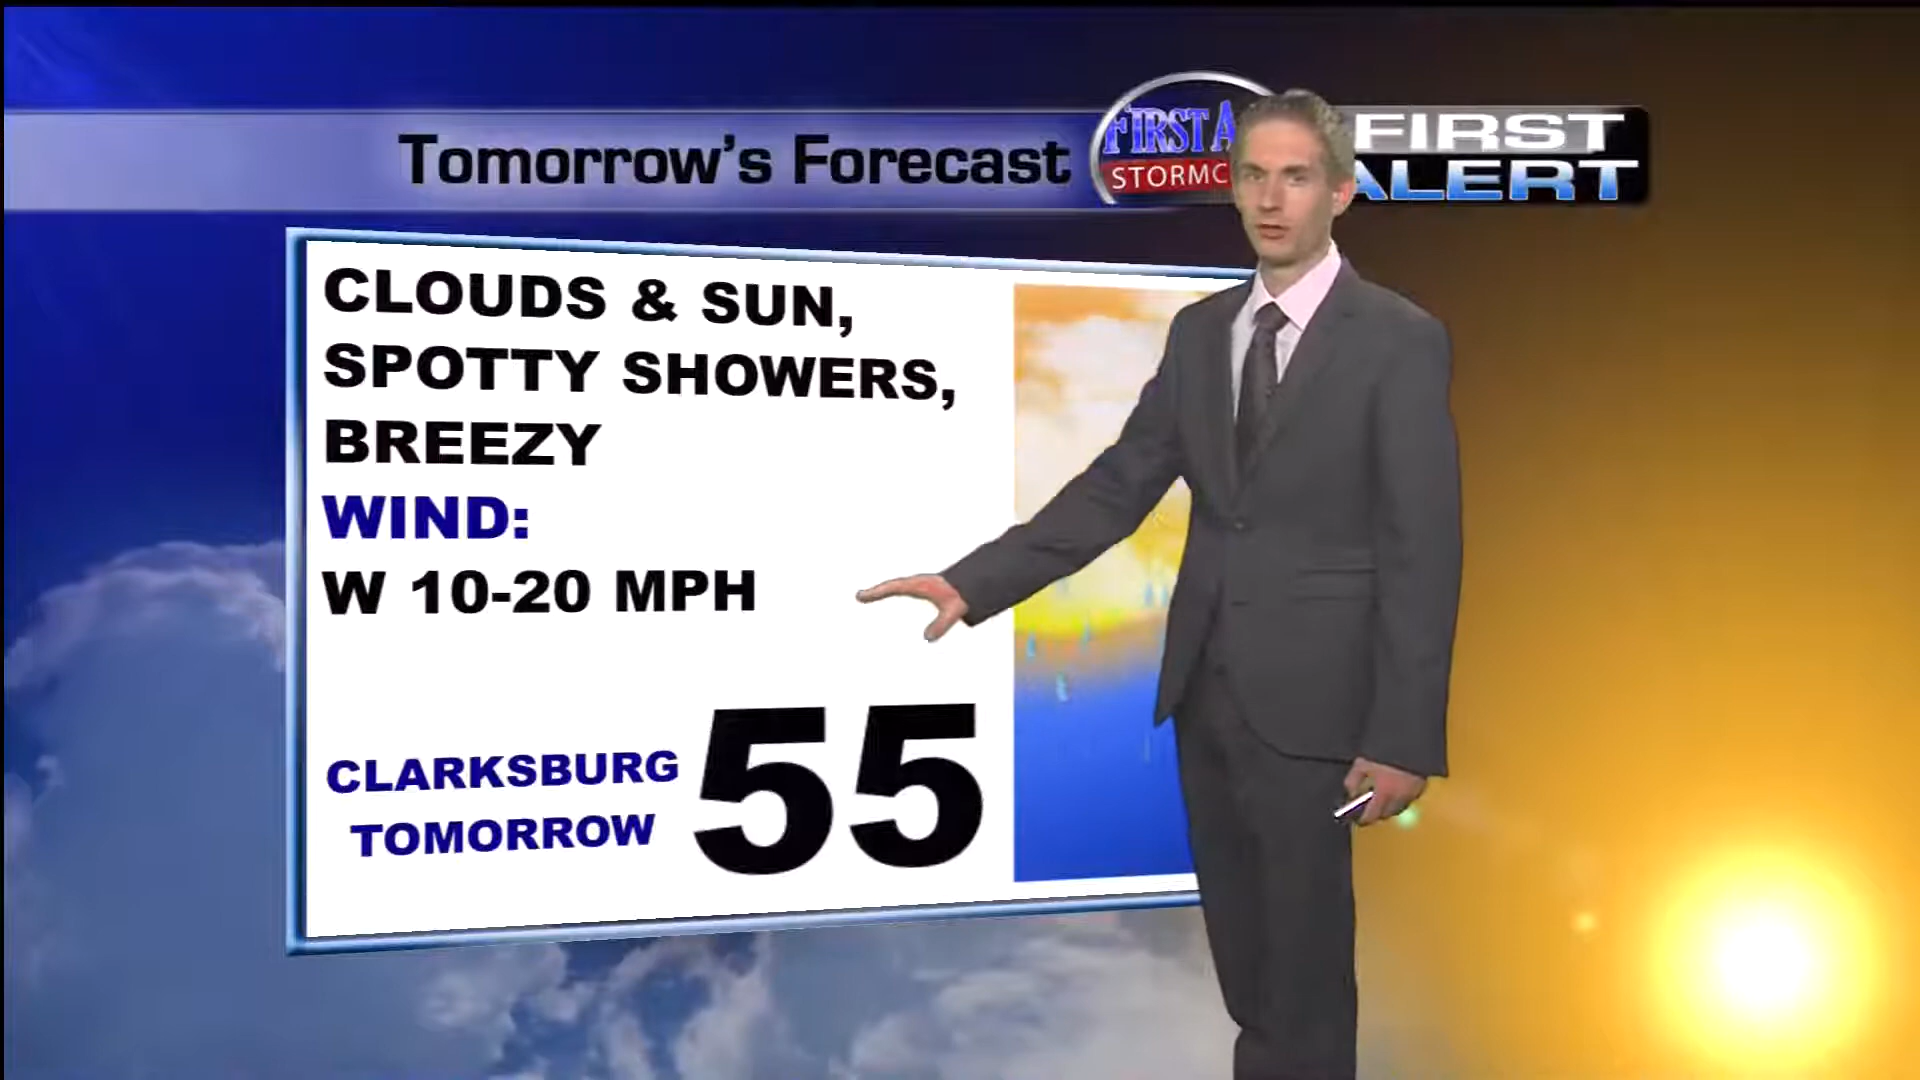 Tomorrow's Forecast
FIRST
STORMC
FIRST
ALERT
CLOUDS & SUN,
SPOTTY SHOWERS,
BREEZY
WIND:
W 10-20 MPH
CLARKSBURG
TOMORROW
55